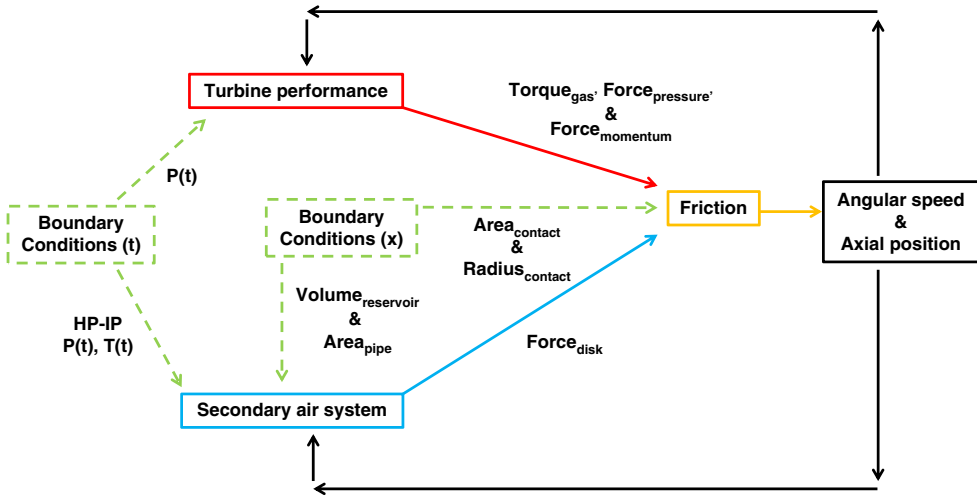 Turbine performance
Torque_gas, Force_pressure,
&
Force_momentum
P(t)
Boundary
Conditions (t)
Boundary
Conditions (x)
Area_contact
&
Radius_contact
Friction
Angular speed
&
Axial position
HP-IP
P(t), T(t)
Volume_reservoir
&
Area_pipe
Force_disk
Secondary air system